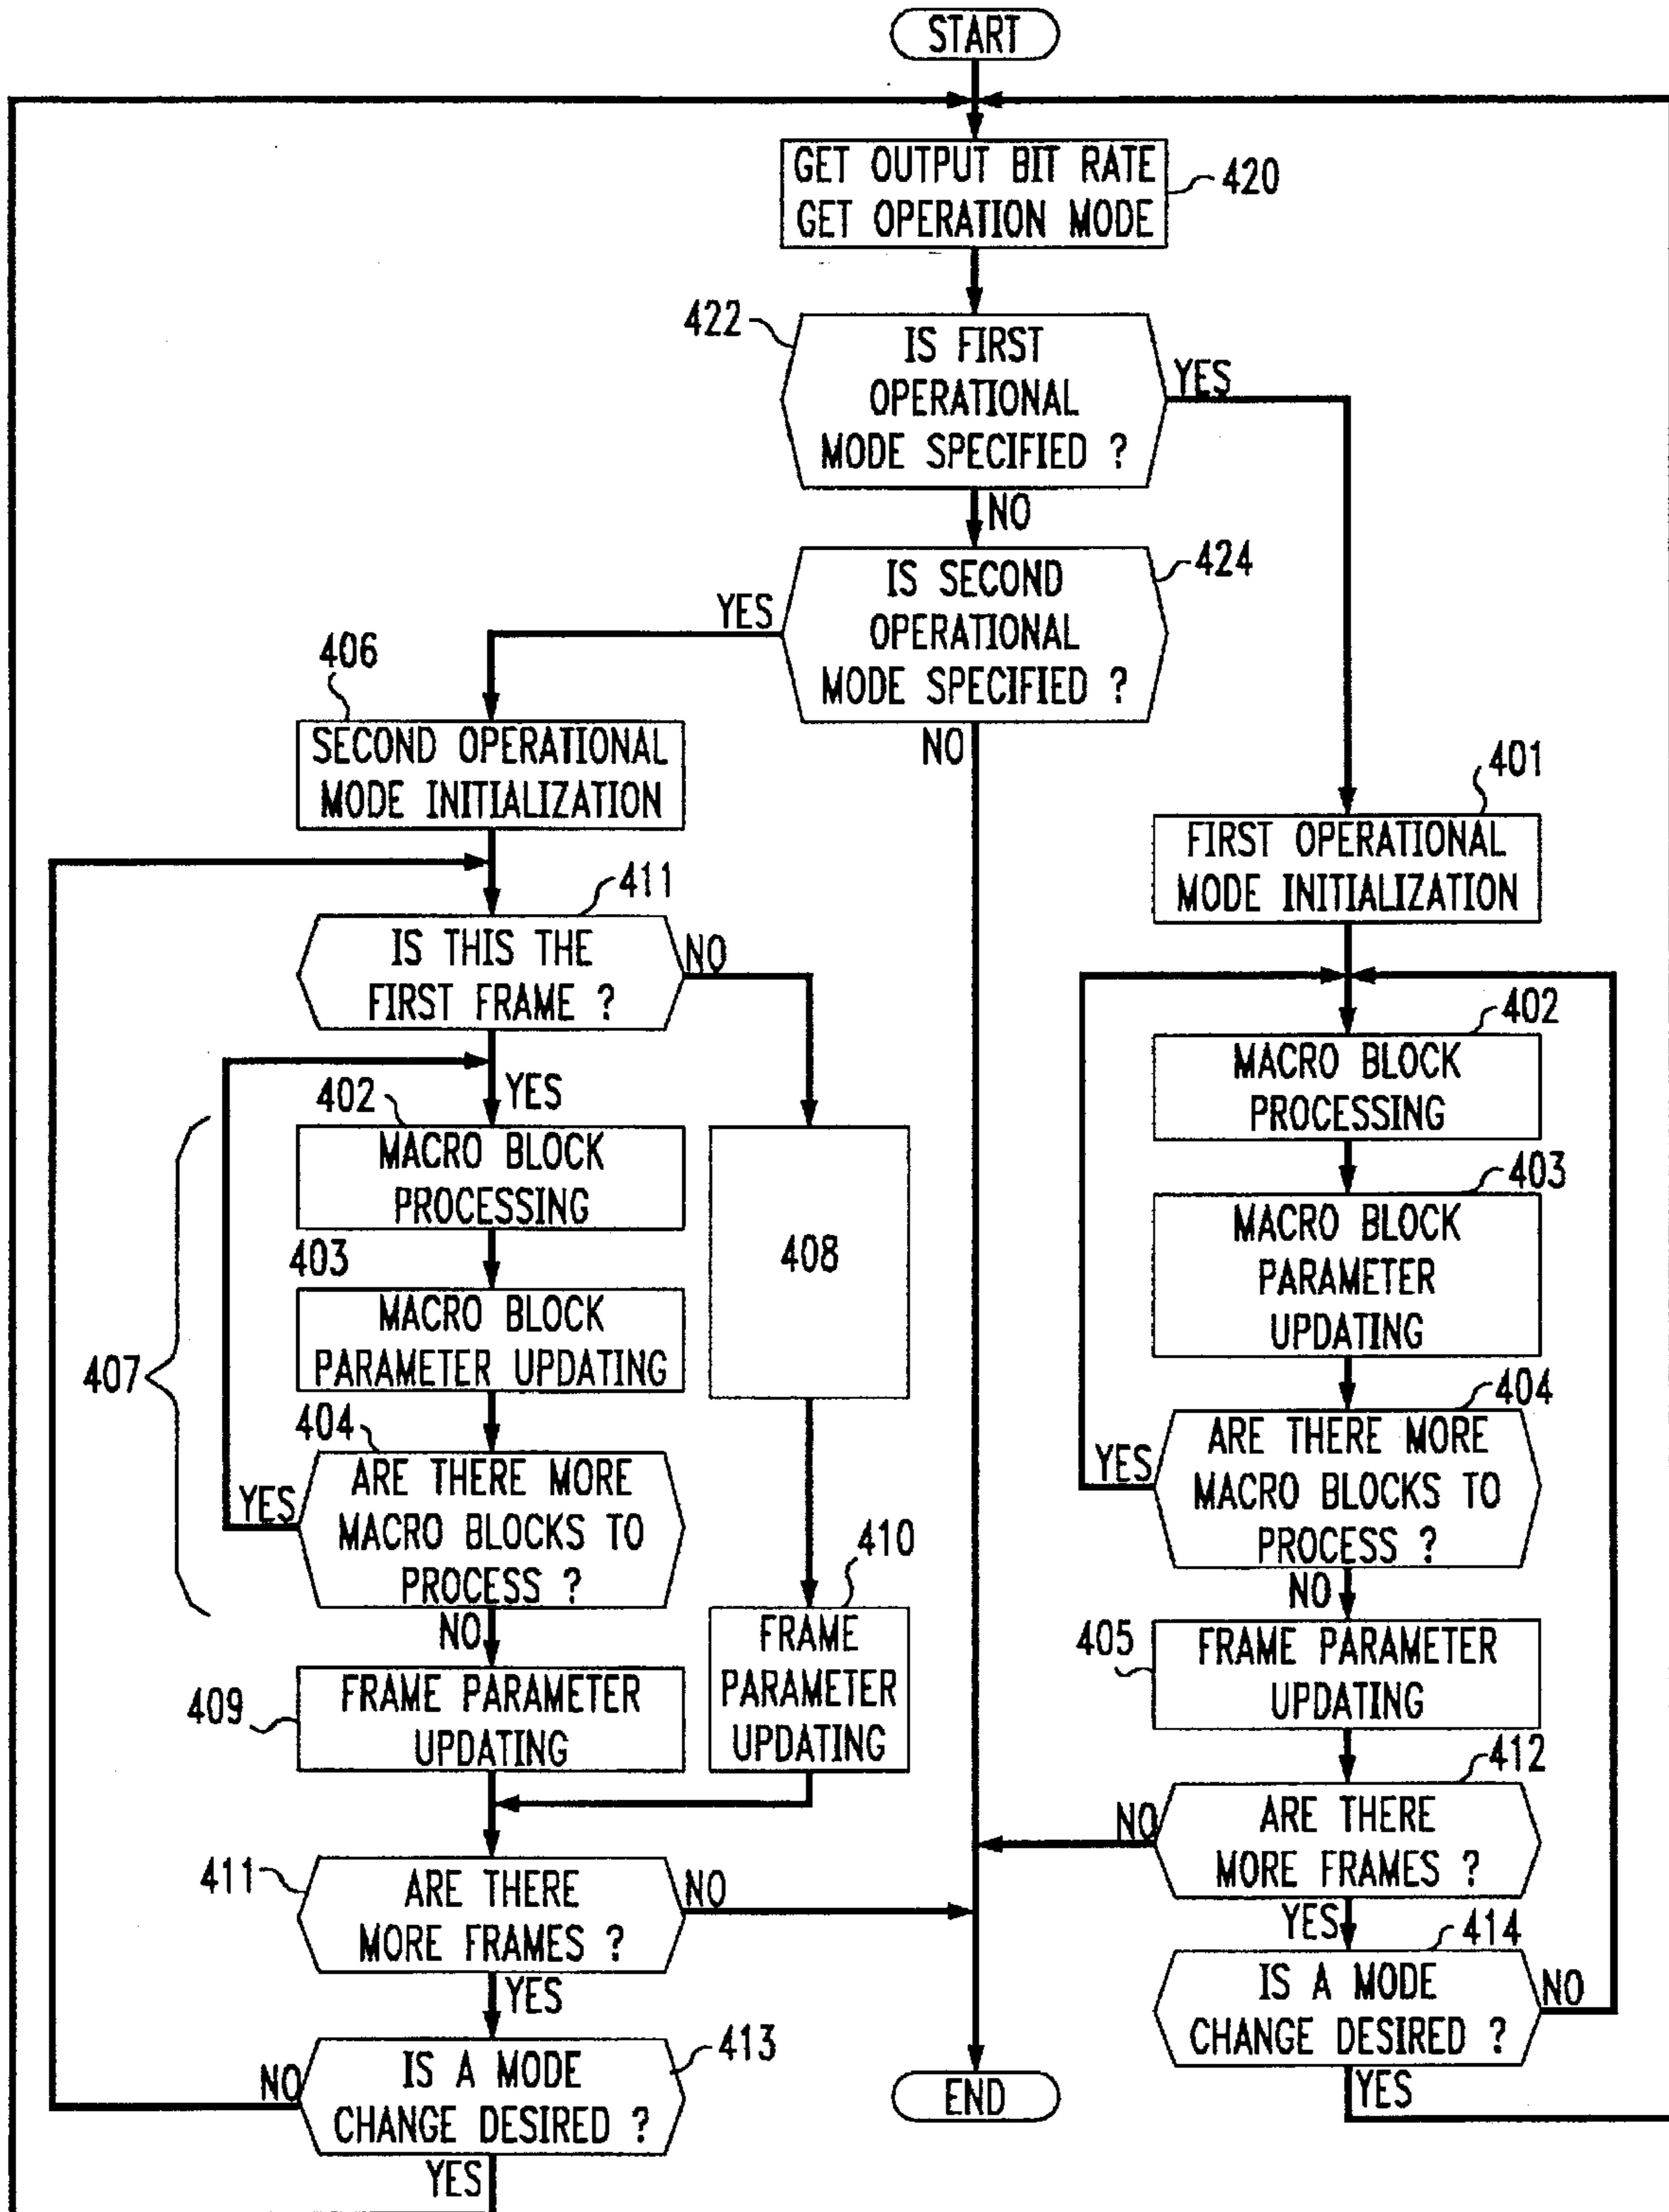 START
GET OUTPUT BIT RATE
GET OPERATION MODE
420
422
IS FIRST
OPERATIONAL
MODE SPECIFIED ?
YES
NO
424
IS SECOND
OPERATIONAL
MODE SPECIFIED ?
YES
NO
406
SECOND OPERATIONAL
MODE INITIALIZATION
411
IS THIS THE
FIRST FRAME ?
NO
YES
402
MACRO BLOCK
PROCESSING
403
MACRO BLOCK
PARAMETER UPDATING
407
404
ARE THERE MORE
MACRO BLOCKS TO
PROCESS ?
YES
NO
409
FRAME PARAMETER
UPDATING
408
410
FRAME
PARAMETER
UPDATING
411
ARE THERE
MORE FRAMES ?
NO
YES
413
IS A MODE
CHANGE DESIRED ?
NO
YES
END
401
FIRST OPERATIONAL
MODE INITIALIZATION
402
MACRO BLOCK
PROCESSING
403
MACRO BLOCK
PARAMETER
UPDATING
404
ARE THERE MORE
MACRO BLOCKS TO
PROCESS ?
YES
NO
405
FRAME PARAMETER
UPDATING
412
ARE THERE
MORE FRAMES ?
NO
YES
414
IS A MODE
CHANGE DESIRED ?
NO
YES